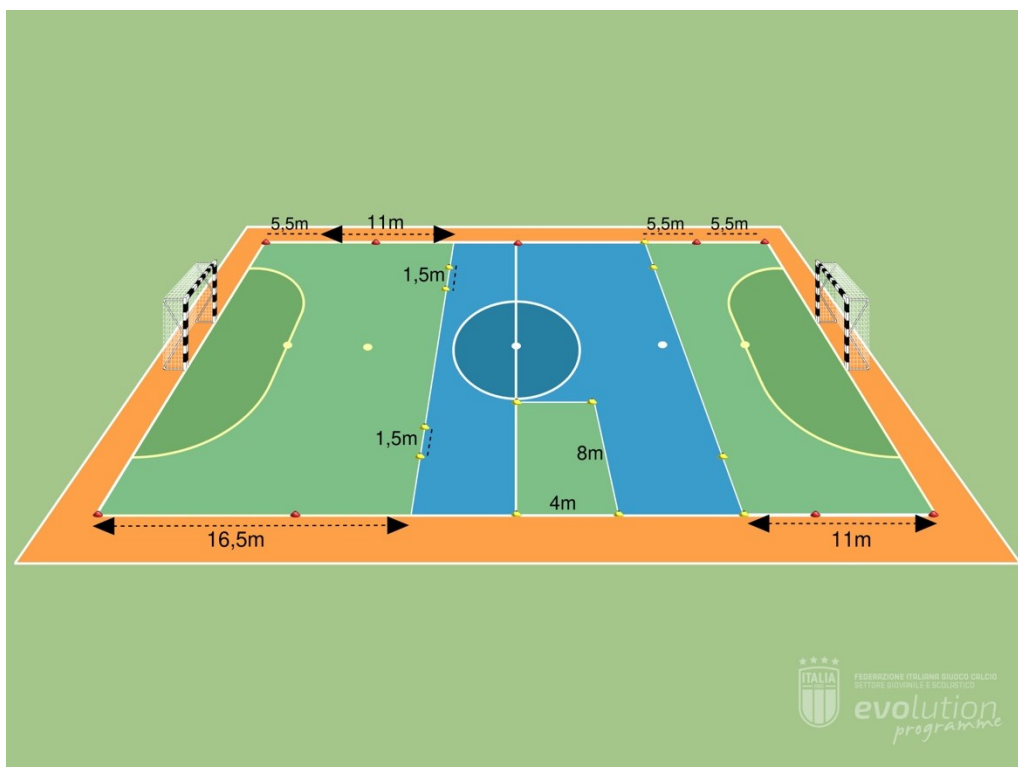 5,5m
11m
5,5m
5,5m
1,5m
1,5m
8m
4m
16,5m
11m
ITALIA
FEDERAZIONE ITALIANA GIUOCO CALCIO
SETTORE GIOVANILE E SCOLASTICO
evolution
programme